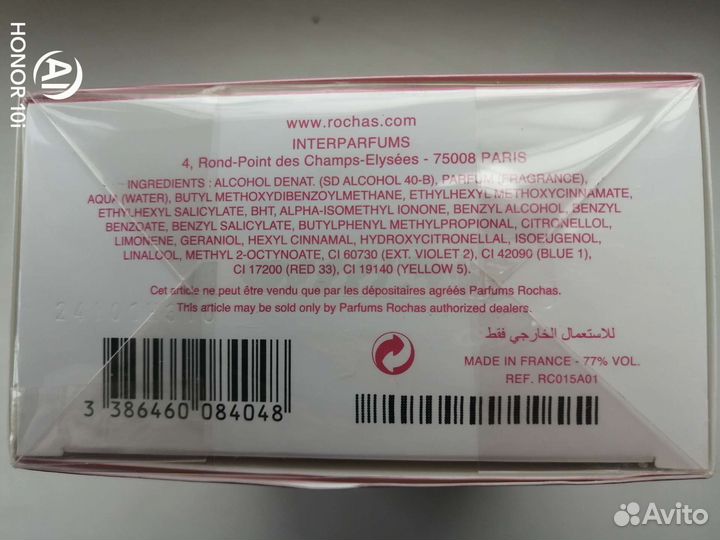 HONOR 10i
AI
www.rochas.com
INTERPARFUMS
4, Rond-Point des Champs-Elysées - 75008 PARIS
INGREDIENTS : ALCOHOL DENAT. (SD ALCOHOL 40-B), PARFUM (FRAGRANCE),
AQUA (WATER), BUTYL METHOXYDIBENZOYLMETHANE, ETHYLHEXYL METHOXYCINNAMATE,
ETHYLHEXYL SALICYLATE, BHT, ALPHA-ISOMETHYL IONONE, BENZYL ALCOHOL, BENZYL
BENZOATE, BENZYL SALICYLATE, BUTYLPHENYL METHYLPROPIONAL, CITRONELLOL,
LIMONENE, GERANIOL, HEXYL CINNAMAL, HYDROXYCITRONELLAL, ISOEUGENOL,
LINALOOL, METHYL 2-OCTYNOATE, CI 60730 (EXT. VIOLET 2), CI 42090 (BLUE 1),
CI 17200 (RED 33), CI 19140 (YELLOW 5).
Cet article ne peut être vendu que par les dépositaires agréés Parfums Rochas.
This article may be sold only by Parfums Rochas authorized dealers.
للاستعمال الخارجي فقط
MADE IN FRANCE - 77% VOL.
REF. RC015A01
3 386460 084048
Avito